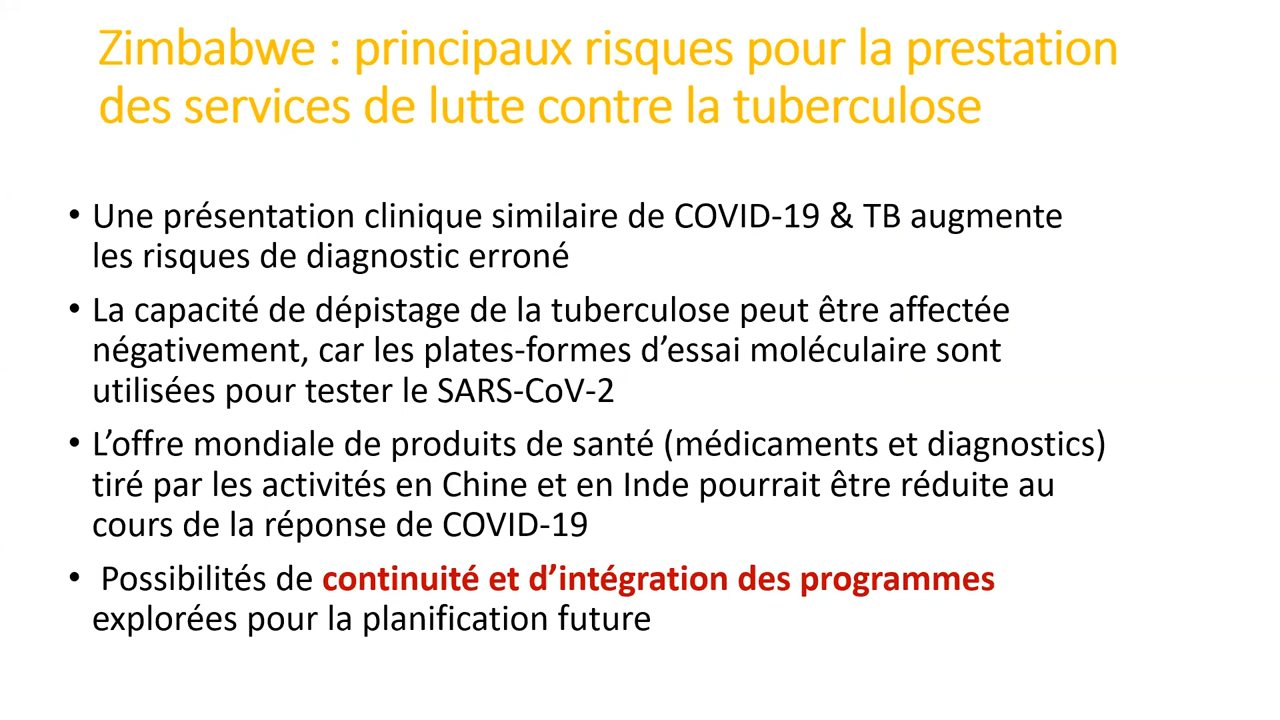 Zimbabwe : principaux risques pour la prestation
des services de lutte contre la tuberculose
• Une présentation clinique similaire de COVID-19 & TB augmente
les risques de diagnostic erroné
• La capacité de dépistage de la tuberculose peut être affectée
négativement, car les plates-formes d’essai moléculaire sont
utilisées pour tester le SARS-CoV-2
• L’offre mondiale de produits de santé (médicaments et diagnostics)
tiré par les activités en Chine et en Inde pourrait être réduite au
cours de la réponse de COVID-19
• Possibilités de continuité et d’intégration des programmes
explorées pour la planification future